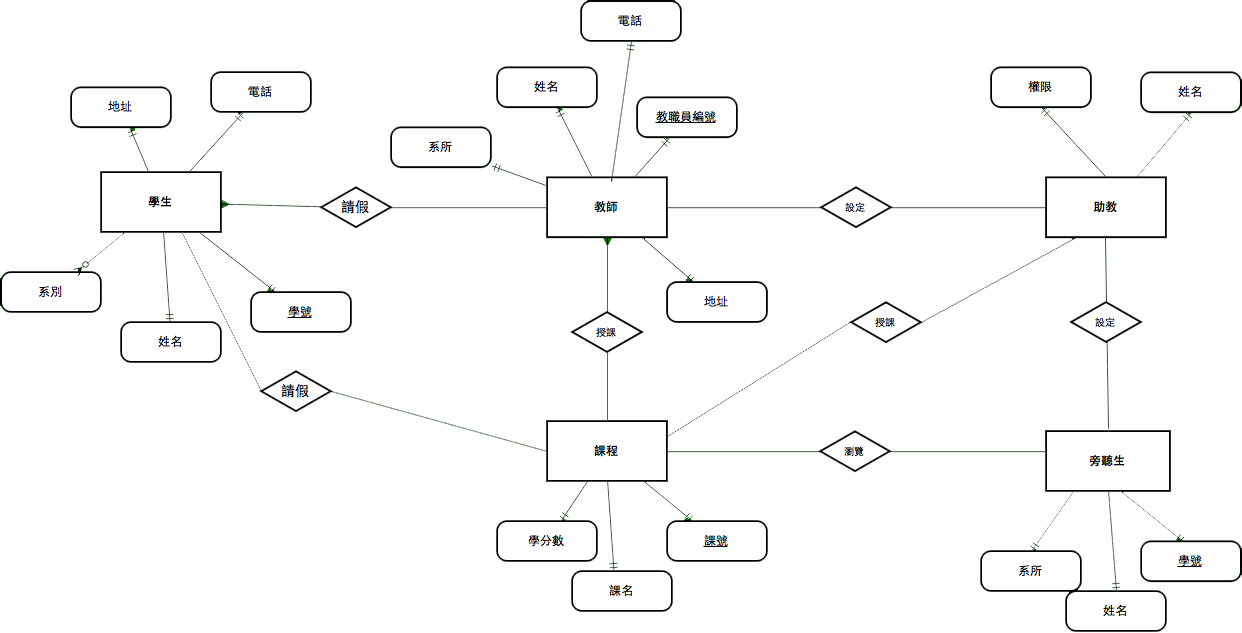 電話
姓名
權限
姓名
地址
電話
教職員編號
系所
學生
請假
教師
設定
助教
系別
學號
地址
姓名
授課
授課
設定
請假
課程
瀏覽
旁聽生
學分數
課號
課名
系所
學號
姓名